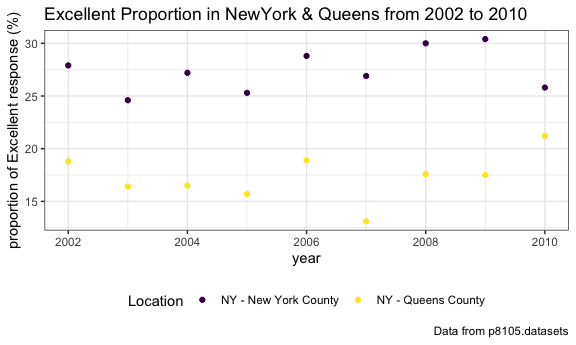 Excellent Proportion in NewYork & Queens from 2002 to 2010
proportion of Excellent response (%)
30
25
20
15
2002 2004 2006 2008 2010
year
Location NY - New York County NY - Queens County
Data from p8105.datasets